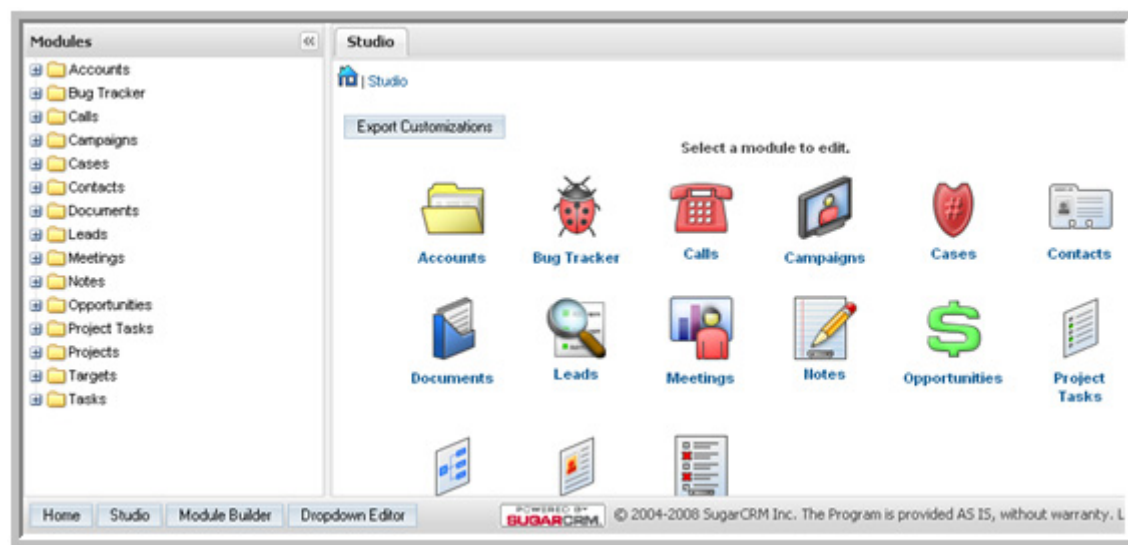 Modules
Accounts
Bug Tracker
Calls
Campaigns
Cases
Contacts
Documents
Leads
Meetings
Notes
Opportunities
Project Tasks
Projects
Targets
Tasks
Studio
| Studio
Export Customizations
Select a module to edit.
Accounts Bug Tracker Calls Campaigns Cases Contacts
Documents Leads Meetings Notes Opportunities Project
Tasks
Home Studio Module Builder Dropdown Editor
POWERED BY
SUGARCRM.
© 2004-2008 SugarCRM Inc. The Program is provided AS IS, without warranty. L